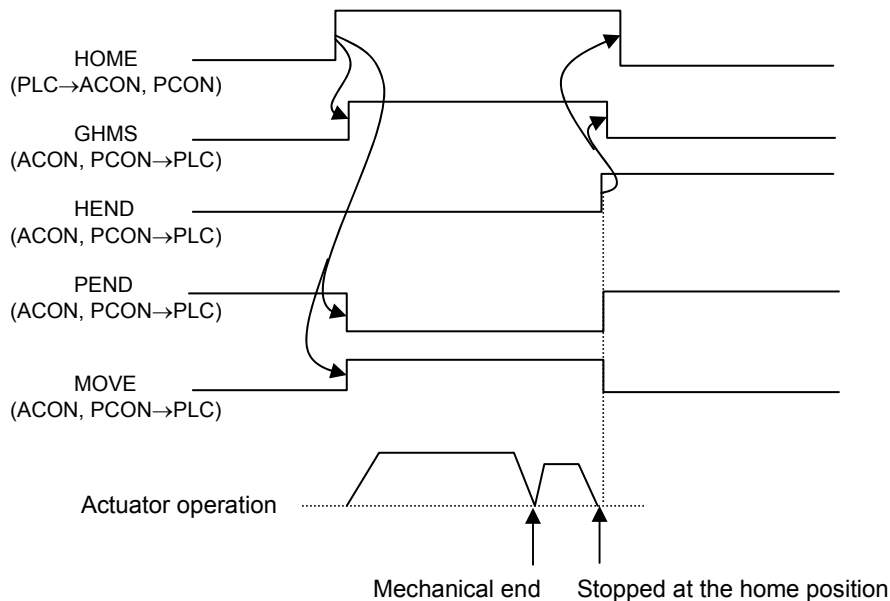 HOME
(PLC→ACON, PCON)
GHMS
(ACON, PCON→PLC)
HEND
(ACON, PCON→PLC)
PEND
(ACON, PCON→PLC)
MOVE
(ACON, PCON→PLC)
Actuator operation
Mechanical end
Stopped at the home position